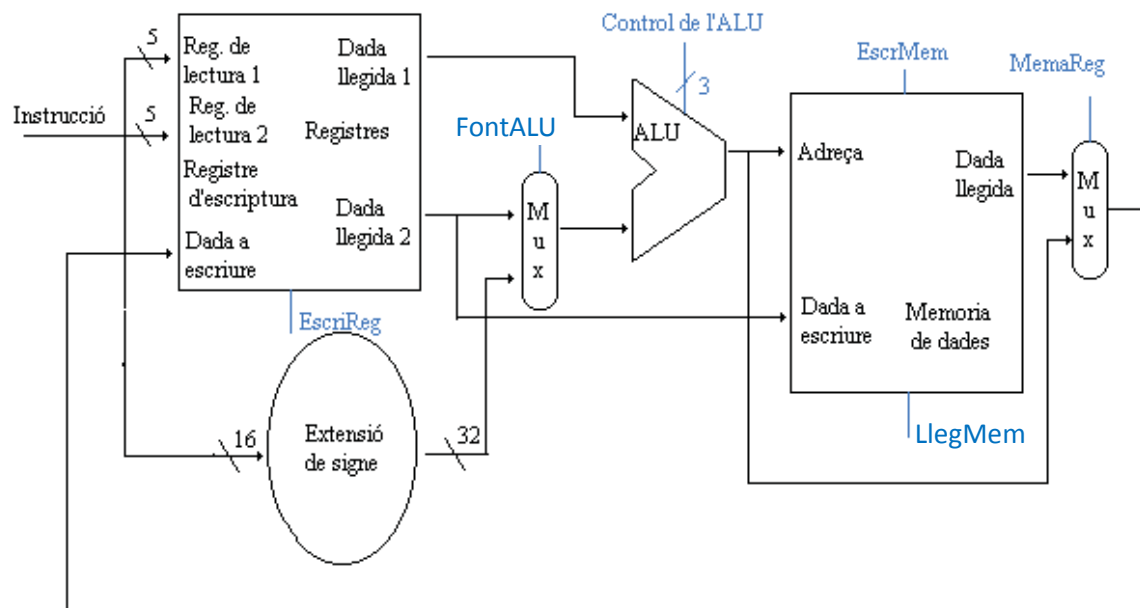 Control de l'ALU
EscrMem
MemaReg
5
Reg. de
lectura 1
Dada
llegida 1
3
Instrucció
5
Reg. de
lectura 2
Registres
FontALU
ALU
Adreça
Dada
llegida
M
u
x
Registre
d'escriptura
Dada
llegida 2
M
u
x
Dada a
escriure
EscriReg
Dada a
escriure
Memoria
de dades
16
Extensió
de signe
32
LlegMem